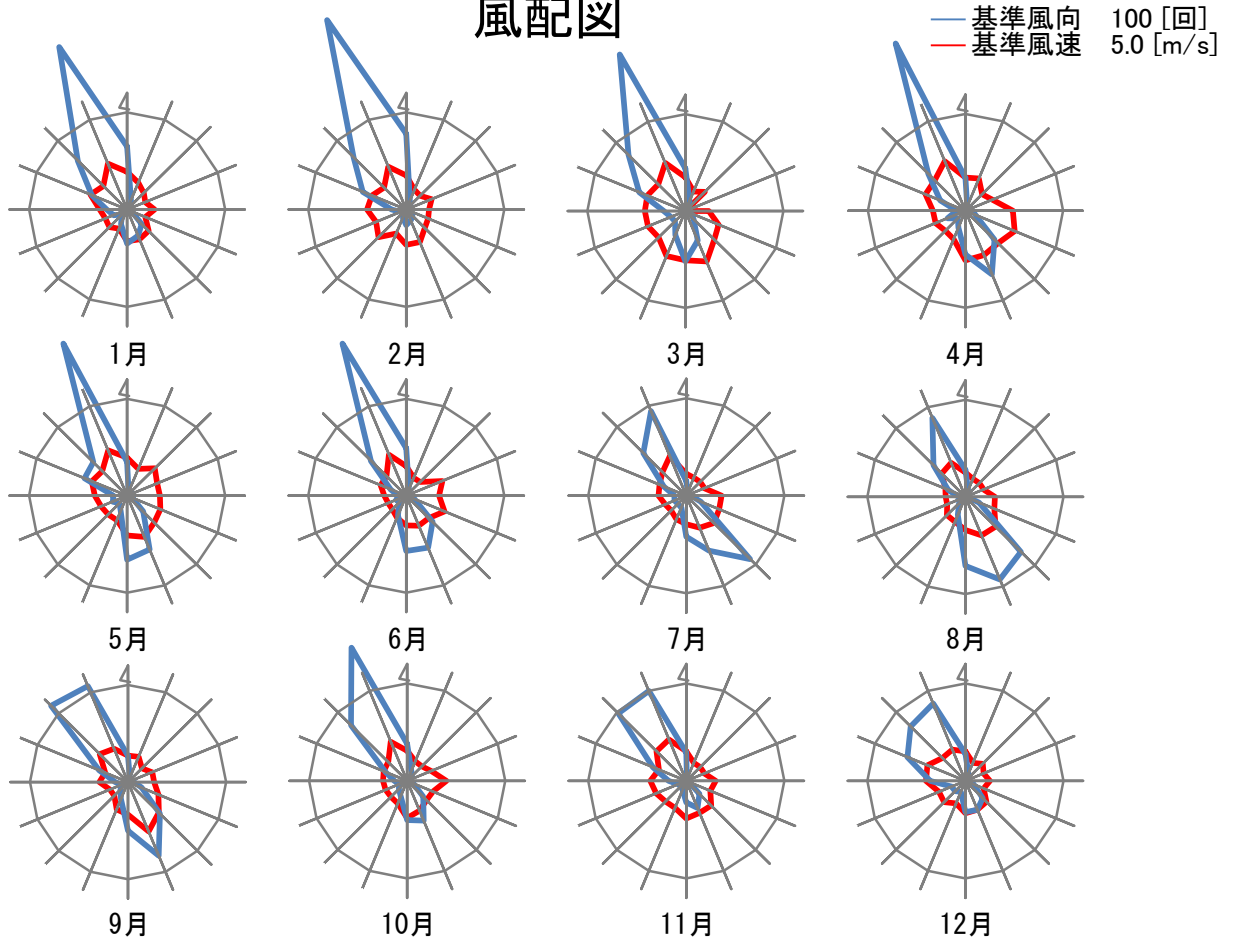 風配図
基準風向 100 [回]
基準風速 5.0 [m/s]
1月
2月
3月
4月
5月
6月
7月
8月
9月
10月
11月
12月